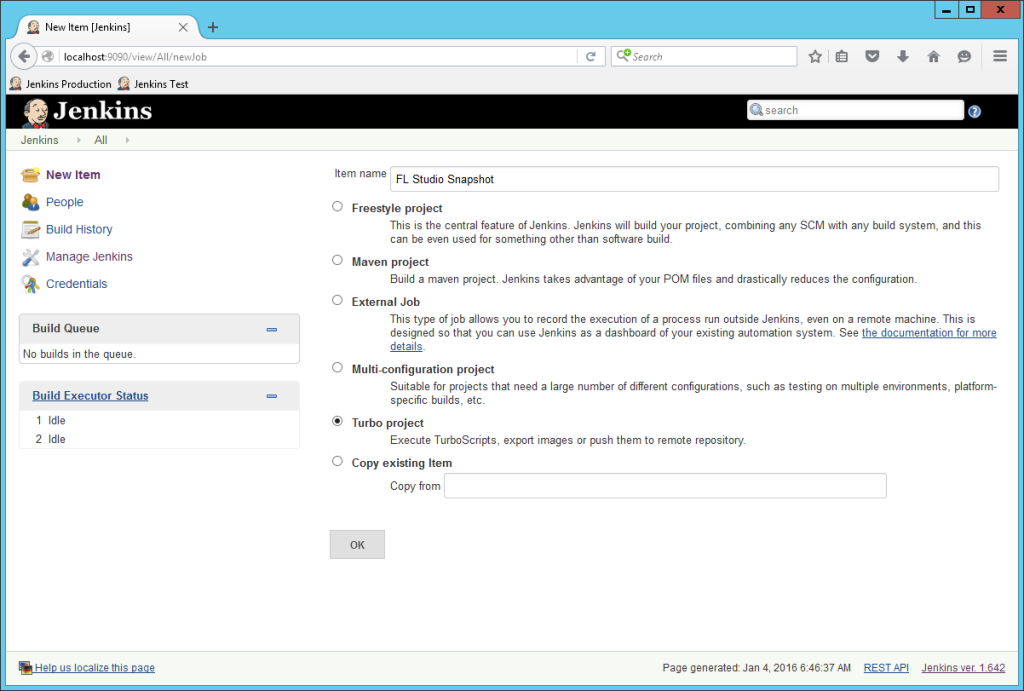 New Item [Jenkins]
localhost:9090/view/All/newJob
Search
Jenkins Production
Jenkins Test
Jenkins
search
Jenkins
All
New Item
People
Build History
Manage Jenkins
Credentials
Build Queue
No builds in the queue.
Build Executor Status
1 Idle
2 Idle
Item name
FL Studio Snapshot
Freestyle project
This is the central feature of Jenkins. Jenkins will build your project, combining any SCM with any build system, and this
can be even used for something other than software build.
Maven project
Build a maven project. Jenkins takes advantage of your POM files and drastically reduces the configuration.
External Job
This type of job allows you to record the execution of a process run outside Jenkins, even on a remote machine. This is
designed so that you can use Jenkins as a dashboard of your existing automation system. See the documentation for more
details.
Multi-configuration project
Suitable for projects that need a large number of different configurations, such as testing on multiple environments, platform-
specific builds, etc.
Turbo project
Execute TurboScripts, export images or push them to remote repository.
Copy existing Item
Copy from
OK
Help us localize this page
Page generated: Jan 4, 2016 6:46:37 AM
REST API
Jenkins ver. 1.642